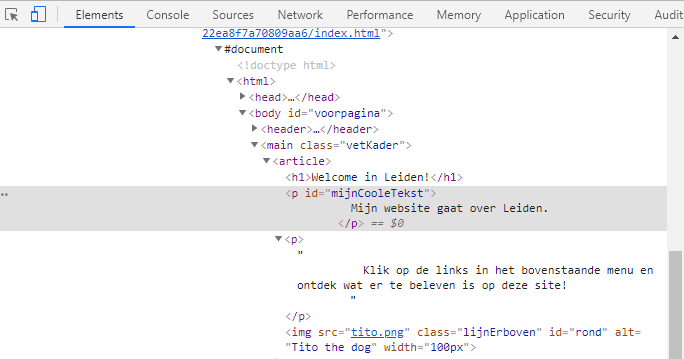 Elements Console Sources Network Performance Memory Application Security Audit
22ea8f7a70809aa6/index.html">
#document
<!doctype html>
<html>
<head>…</head>
<body id="voorpagina">
<header>…</header>
<main class="vetKader">
<article>
<h1>Welcome in Leiden!</h1>
<p id="mijnCooleTekst">
Mijn website gaat over Leiden.
</p> == $0
<p>
"
Klik op de links in het bovenstaande menu en
ontdek wat er te beleven is op deze site!
"
</p>
<img src="tito.png" class="lijnErboven" id="rond" alt=
"Tito the dog" width="100px">